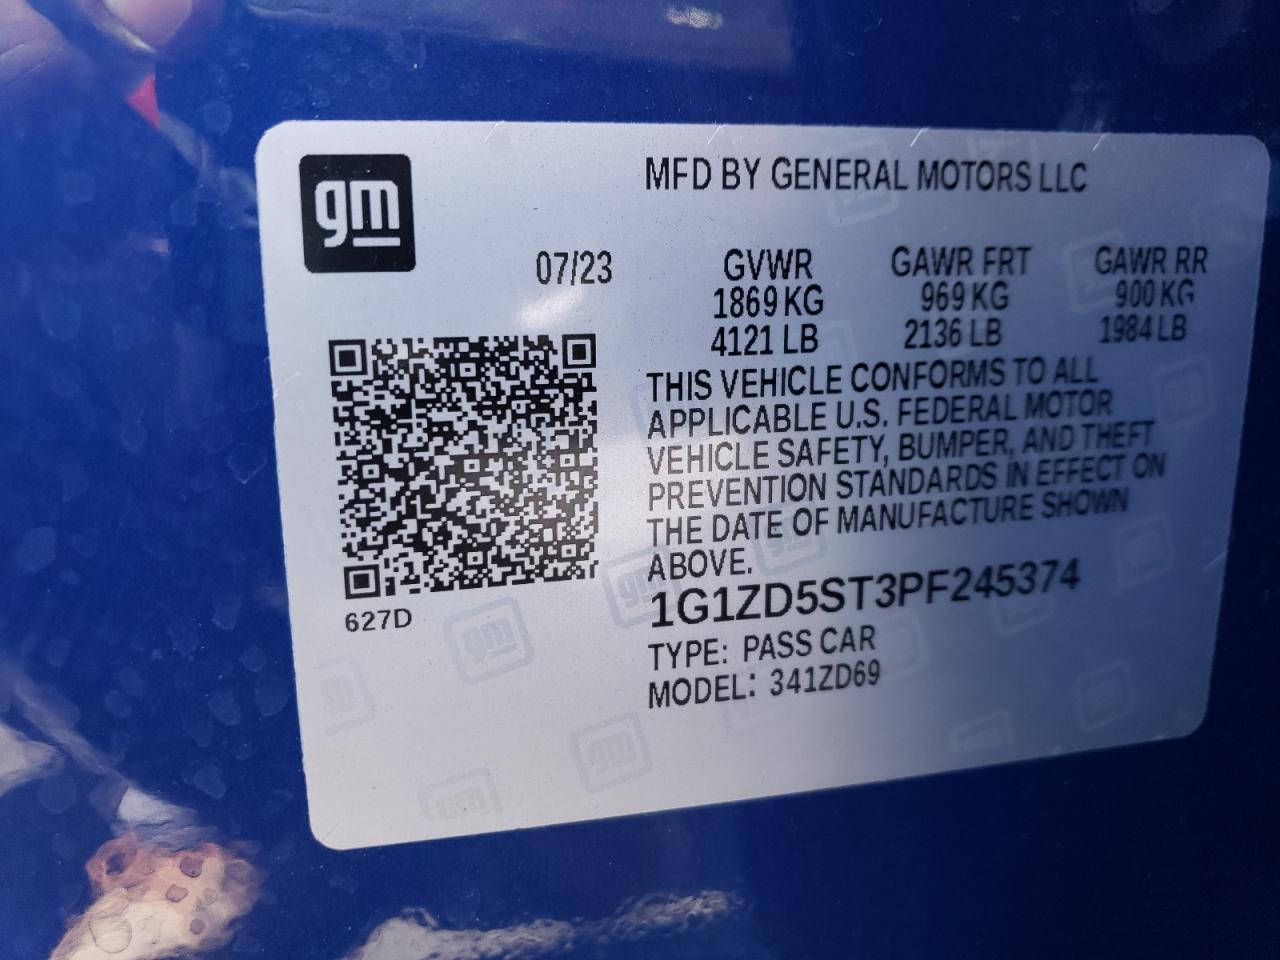 gm
MFD BY GENERAL MOTORS LLC
07/23 GVWR GAWR FRT GAWR RR
1869 KG 969 KG 900 KG
4121 LB 2136 LB 1984 LB
THIS VEHICLE CONFORMS TO ALL
APPLICABLE U.S. FEDERAL MOTOR
VEHICLE SAFETY, BUMPER, AND THEFT
PREVENTION STANDARDS IN EFFECT ON
THE DATE OF MANUFACTURE SHOWN
ABOVE.
627D
1G1ZD5ST3PF245374
TYPE: PASS CAR
MODEL: 341ZD69